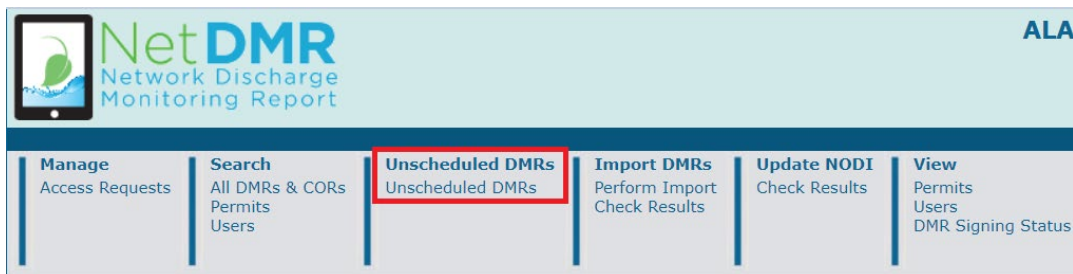 NetDMR
Network Discharge
Monitoring Report
ALA
Manage
Access Requests
Search
All DMRs & CORs
Permits
Users
Unscheduled DMRs
Unscheduled DMRs
Import DMRs
Perform Import
Check Results
Update NODI
Check Results
View
Permits
Users
DMR Signing Status